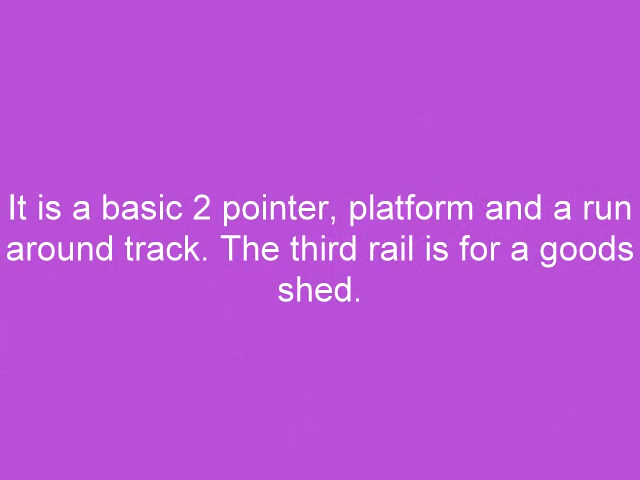 It is a basic 2 pointer, platform and a run
around track. The third rail is for a goods
shed.